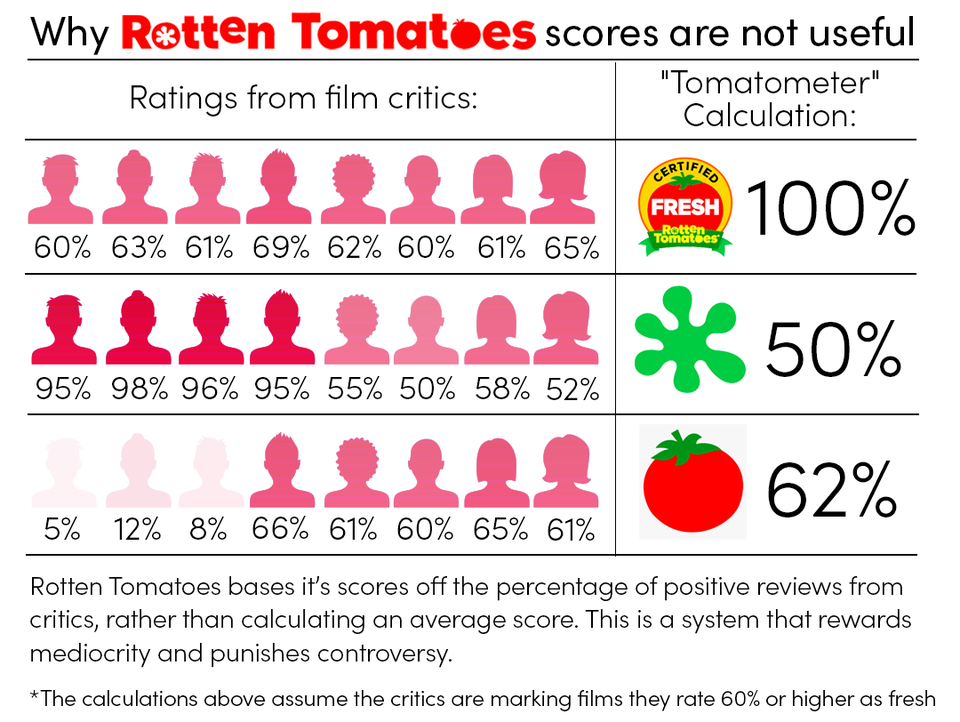 Why Rotten Tomatoes scores are not useful
Ratings from film critics:
"Tomatometer"
Calculation:
CERTIFIED
FRESH
Rotten
Tomatoes
100%
60% 63% 61% 69% 62% 60% 61% 65%
50%
95% 98% 96% 95% 55% 50% 58% 52%
62%
5% 12% 8% 66% 61% 60% 65% 61%
Rotten Tomatoes bases it's scores off the percentage of positive reviews from
critics, rather than calculating an average score. This is a system that rewards
mediocrity and punishes controversy.
*The calculations above assume the critics are marking films they rate 60% or higher as fresh